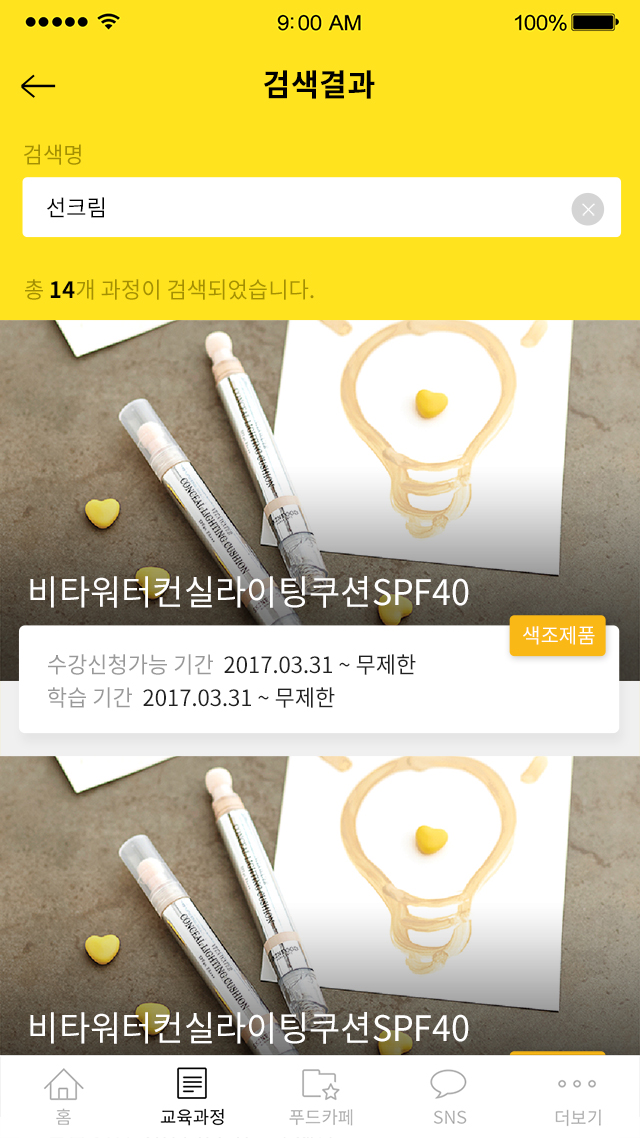 9:00 AM
100%
검색결과
검색명
선크림
총 14개 과정이 검색되었습니다.
CONCEAL LIGHTING CUSHION
비타워터컨실라이팅쿠션SPF40
색조제품
수강신청가능 기간 2017.03.31 ~ 무제한
학습 기간 2017.03.31 ~ 무제한
CONCEAL LIGHTING CUSHION
비타워터컨실라이팅쿠션SPF40
홈
교육과정
푸드카페
SNS
더보기